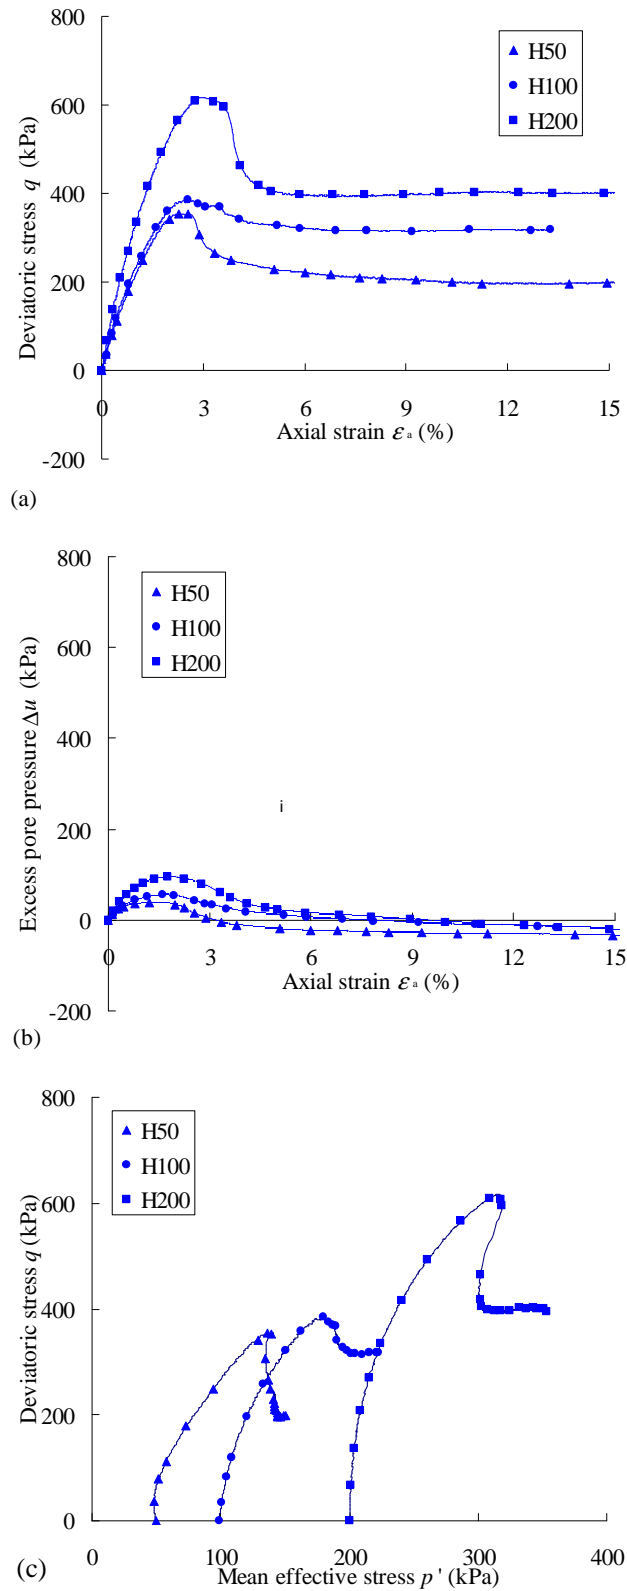 800
600
400
200
0
-200
Deviatoric stress q (kPa)
H50
H100
H200
0 3 6 9 12 15
Axial strain εa (%)
(a)
800
600
400
200
0
-200
Excess pore pressure Δu (kPa)
H50
H100
H200
i
0 3 6 9 12 15
Axial strain εa (%)
(b)
800
600
400
200
0
Deviatoric stress q (kPa)
H50
H100
H200
0 100 200 300 400
Mean effective stress p' (kPa)
(c)